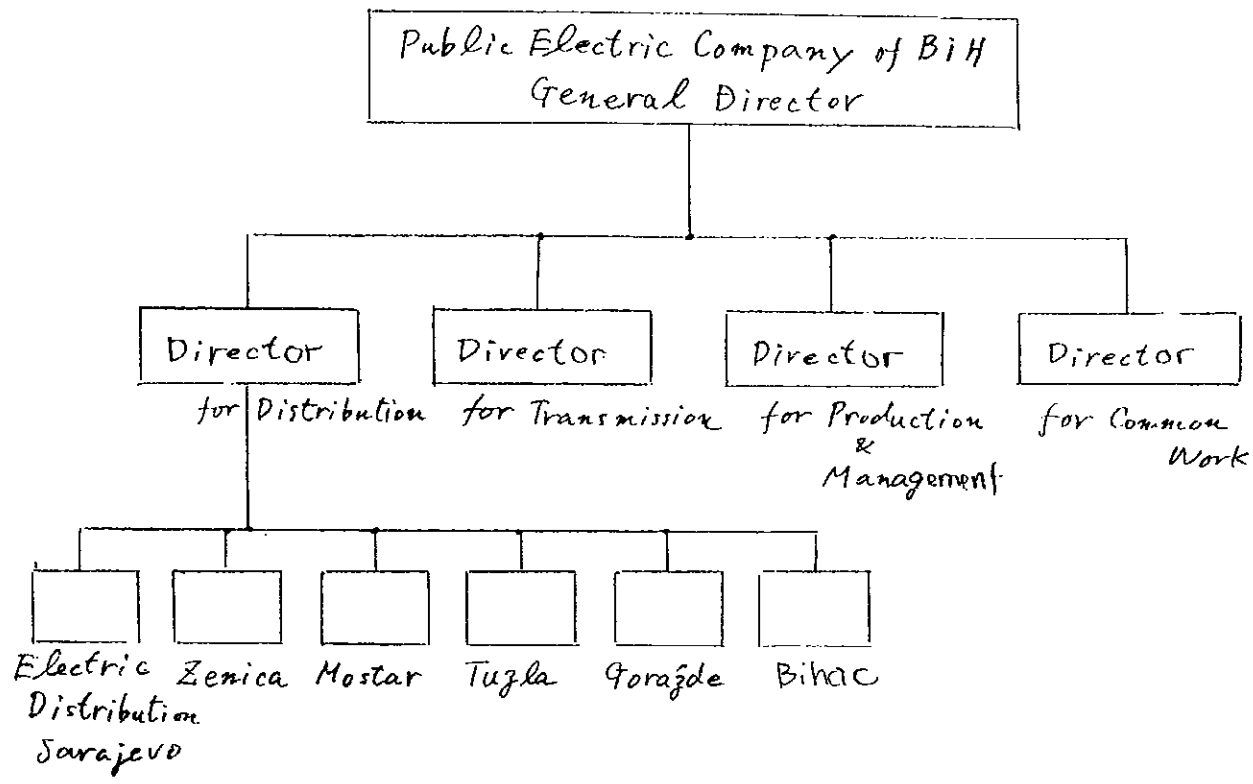 Public Electric Company of BiH
General Director
Director
for Distribution
Director
for Transmission
Director
for Production
&
Management
Director
for Common
Work
Electric
Distribution
Sarajevo
Zenica
Mostar
Tuzla
Goražde
Bihac